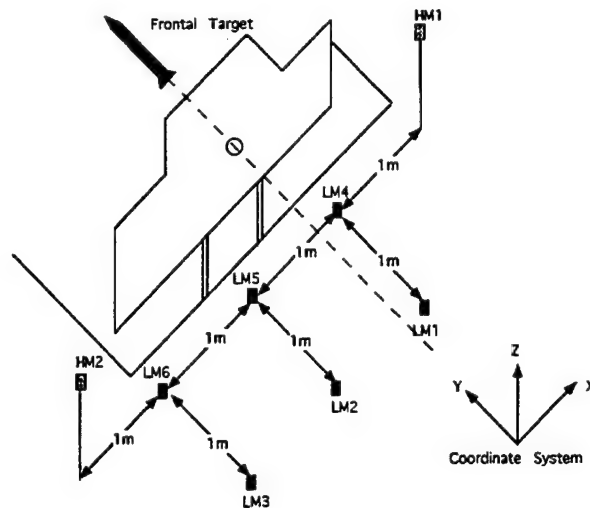 Frontal Target
HM1
1m
LM4
1m
1m
LM5
LM1
1m
HM2
LM6
1m
LM2
1m
1m
LM3
Z
Y
X
Coordinate System